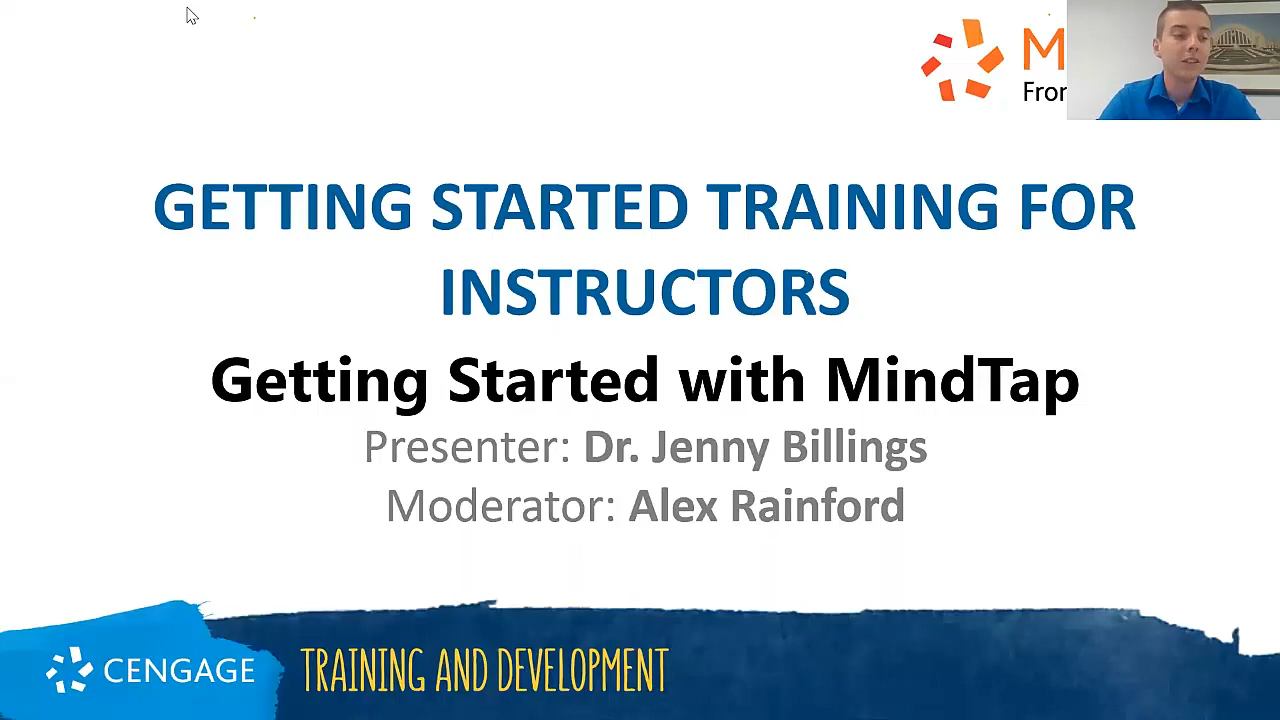 M
From
GETTING STARTED TRAINING FOR
INSTRUCTORS
Getting Started with MindTap
Presenter: Dr. Jenny Billings
Moderator: Alex Rainford
CENGAGE
TRAINING AND DEVELOPMENT